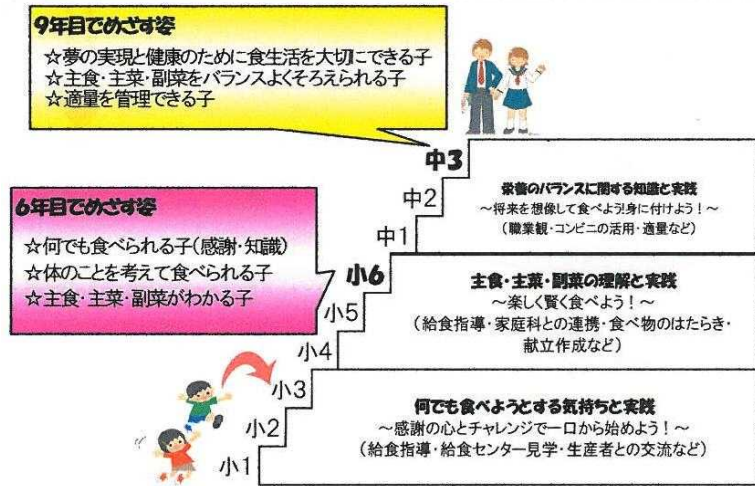 9年目でめざす姿
☆夢の実現と健康のために食生活を大切にできる子
☆主食・主菜・副菜をバランスよくそろえられる子
☆適量を管理できる子
中3
中2
中1
栄養のバランスに関する知識と実践
～将来を想像して食べよう!身に付けよう！～
(職業観・コンビニの活用・適量など)
6年目でめざす姿
☆何でも食べられる子(感謝・知識)
☆体のことを考えて食べられる子
☆主食・主菜・副菜がわかる子
小6
小5
小4
主食・主菜・副菜の理解と実践
～楽しく賢く食べよう！～
(給食指導・家庭科との連携・食べ物のはたらき・
献立作成など)
小3
小2
小1
何でも食べようとする気持ちと実践
～感謝の心とチャレンジで一口から始めよう！～
(給食指導・給食センター見学・生産者との交流など)